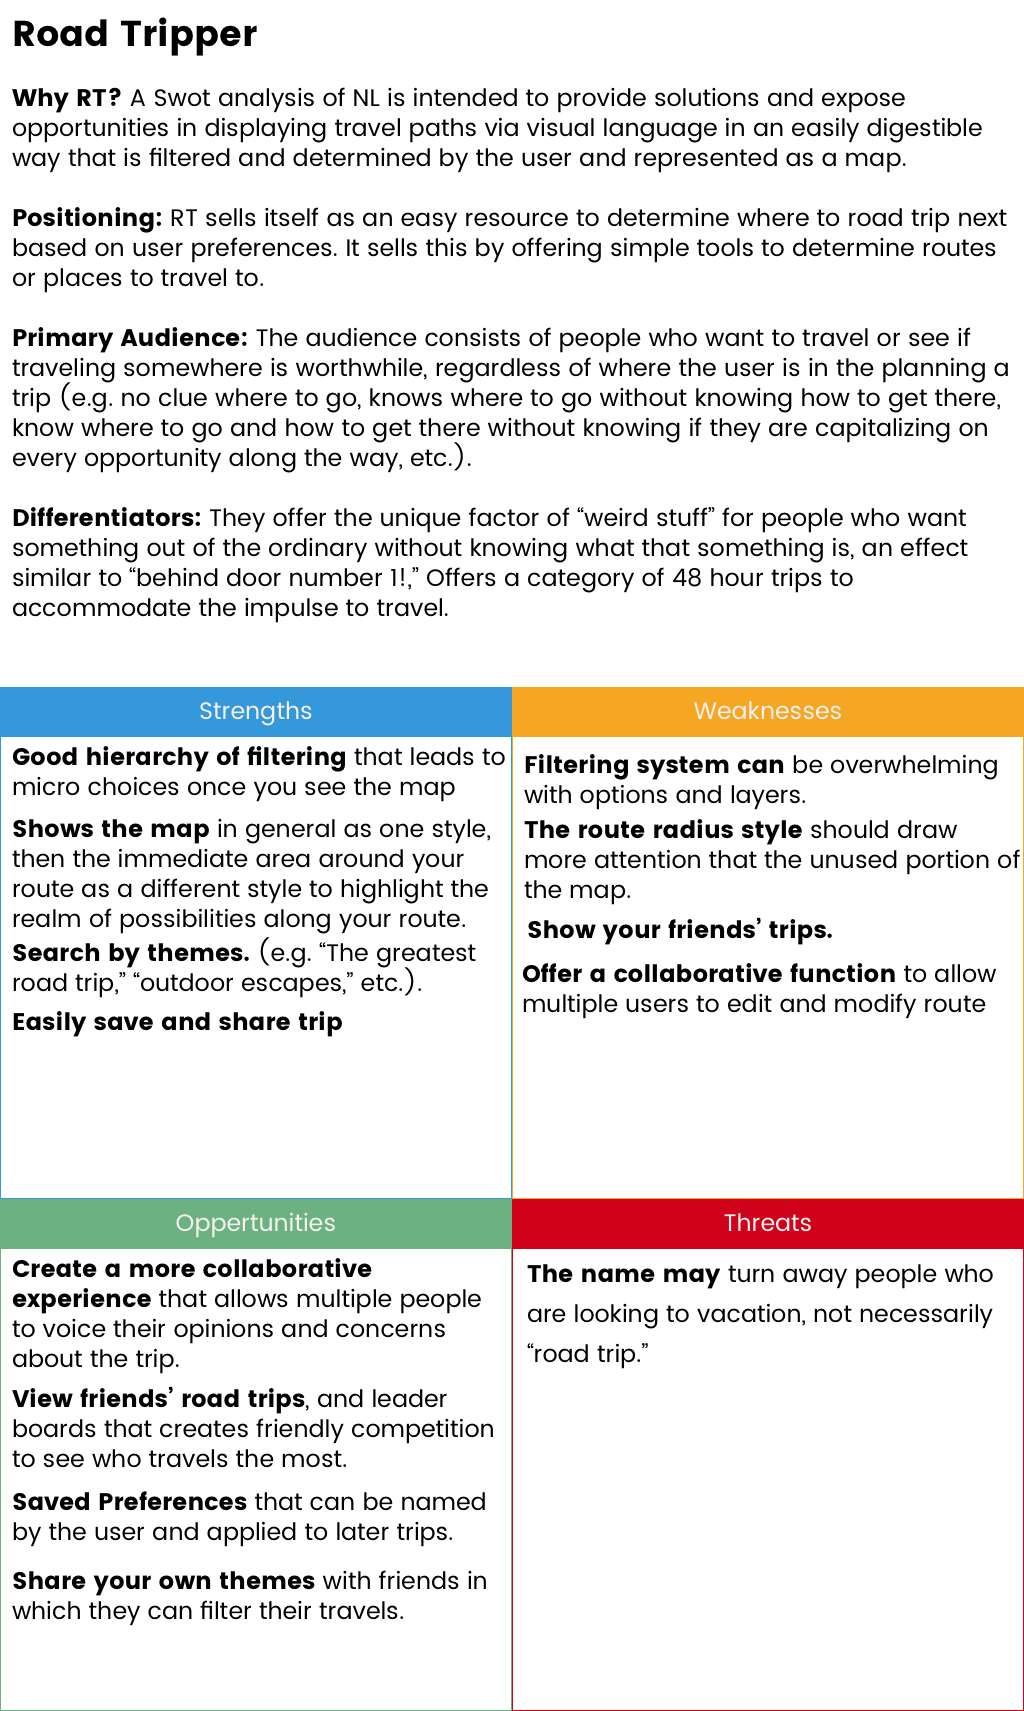 Road Tripper
Why RT? A Swot analysis of NL is intended to provide solutions and expose
opportunities in displaying travel paths via visual language in an easily digestible
way that is filtered and determined by the user and represented as a map.
Positioning: RT sells itself as an easy resource to determine where to road trip next
based on user preferences. It sells this by offering simple tools to determine routes
or places to travel to.
Primary Audience: The audience consists of people who want to travel or see if
traveling somewhere is worthwhile, regardless of where the user is in the planning a
trip (e.g. no clue where to go, knows where to go without knowing how to get there,
know where to go and how to get there without knowing if they are capitalizing on
every opportunity along the way, etc.).
Differentiators: They offer the unique factor of “weird stuff” for people who want
something out of the ordinary without knowing what that something is, an effect
similar to “behind door number 1!,” Offers a category of 48 hour trips to
accommodate the impulse to travel.
Strengths
Good hierarchy of filtering that leads to
micro choices once you see the map
Shows the map in general as one style,
then the immediate area around your
route as a different style to highlight the
realm of possibilities along your route.
Search by themes. (e.g. “The greatest
road trip,” “outdoor escapes,” etc.).
Easily save and share trip
Weaknesses
Filtering system can be overwhelming
with options and layers.
The route radius style should draw
more attention that the unused portion of
the map.
Show your friends’ trips.
Offer a collaborative function to allow
multiple users to edit and modify route
Oppertunities
Create a more collaborative
experience that allows multiple people
to voice their opinions and concerns
about the trip.
View friends’ road trips, and leader
boards that creates friendly competition
to see who travels the most.
Saved Preferences that can be named
by the user and applied to later trips.
Share your own themes with friends in
which they can filter their travels.
Threats
The name may turn away people who
are looking to vacation, not necessarily
“road trip.”